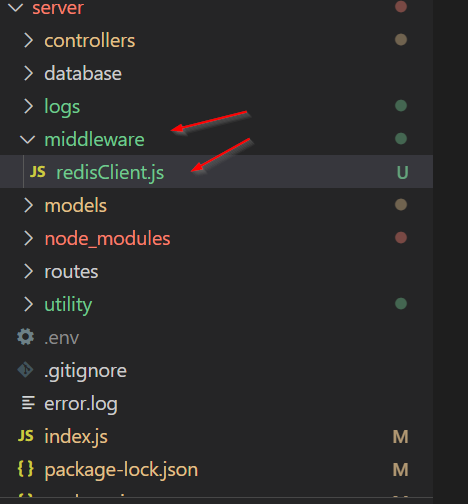 server
controllers
database
logs
middleware
JS redisClient.js U
models
node_modules
routes
utility
.env
.gitignore
error.log
JS index.js M
{} package-lock.json M